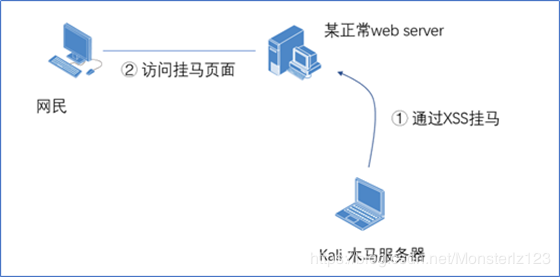 某正常web server
② 访问挂马页面
网民
① 通过XSS挂马
Kali 木马服务器
https://blog.csdn.net/Monsterlz123